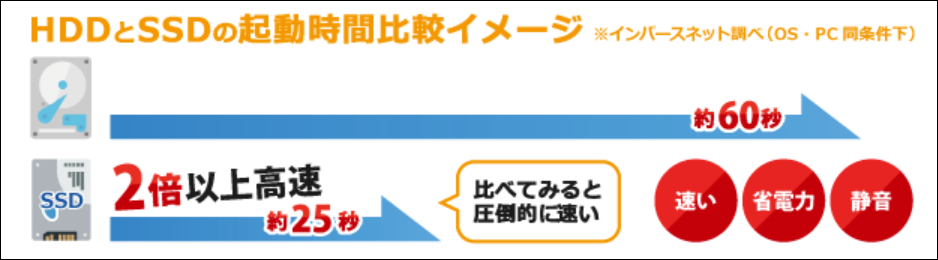 HDDとSSDの起動時間比較イメージ ※インバースネット調べ（OS・PC同条件下）
約60秒
SSD
2倍以上高速
約25秒
比べてみると
圧倒的に速い
速い
省電力
静音